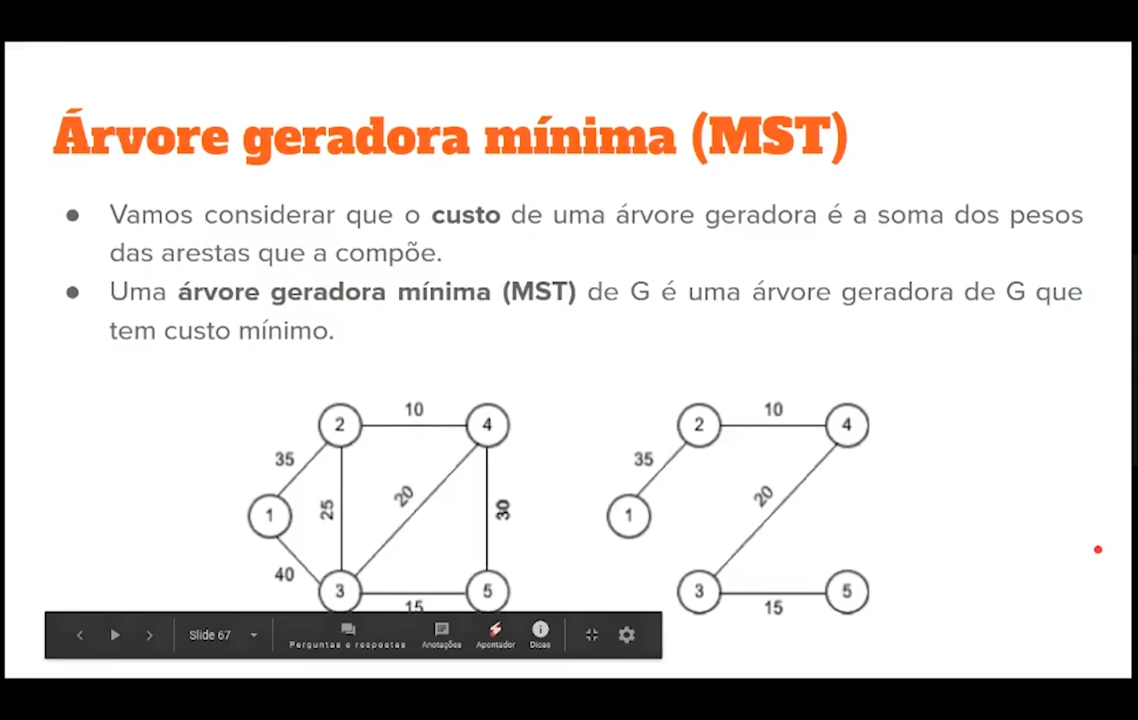 Árvore geradora mínima (MST)
● Vamos considerar que o custo de uma árvore geradora é a soma dos pesos
das arestas que a compõe.
● Uma árvore geradora mínima (MST) de G é uma árvore geradora de G que
tem custo mínimo.
10
2
4
35
25
20
30
1
40
3
5
15
10
2
4
35
20
1
3
5
15
Slide 67
Perguntas e respostas
Anotações
Apontador
Dicas